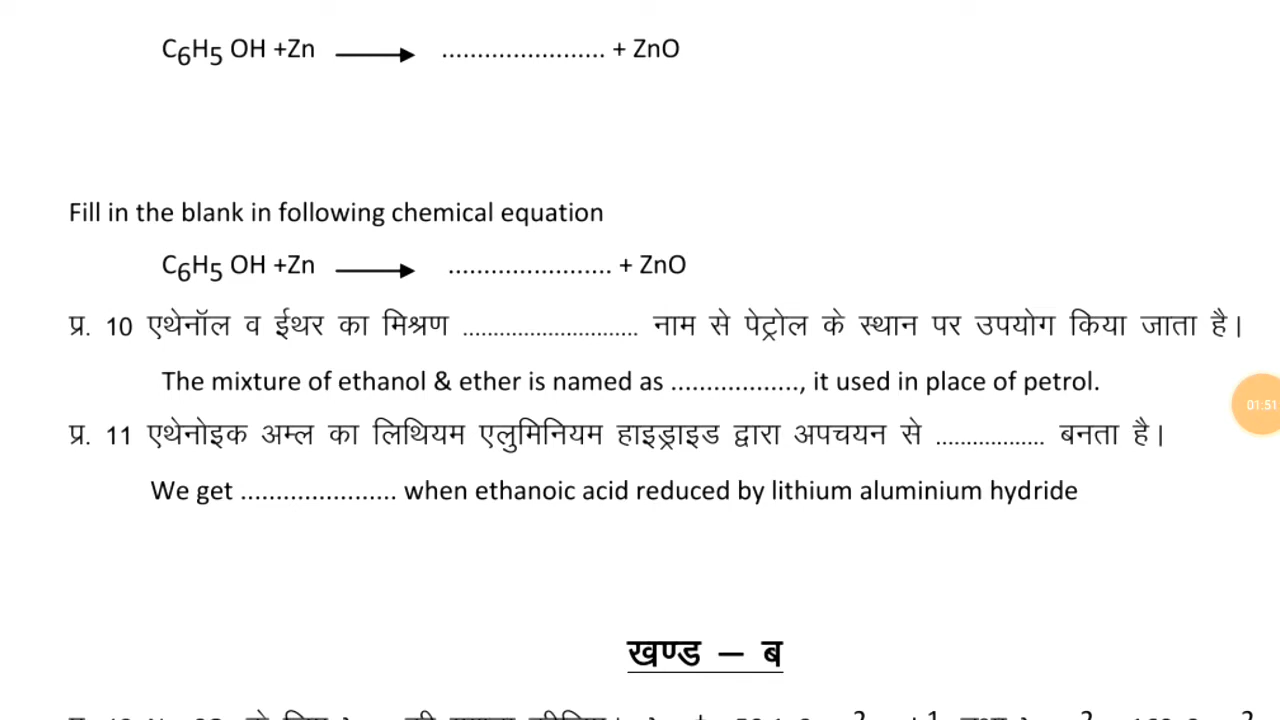 C6H5 OH +Zn ⟶ ....................... + ZnO
Fill in the blank in following chemical equation
C6H5 OH +Zn ⟶ ....................... + ZnO
प्र. 10 एथेनॉल व ईथर का मिश्रण ............................. नाम से पेट्रोल के स्थान पर उपयोग किया जाता है।
The mixture of ethanol & ether is named as .................., it used in place of petrol.
01:51
प्र. 11 एथेनोइक अम्ल का लिथियम एलुमिनियम हाइड्राइड द्वारा अपचयन से .................. बनता है।
We get ...................... when ethanoic acid reduced by lithium aluminium hydride
खण्ड – ब